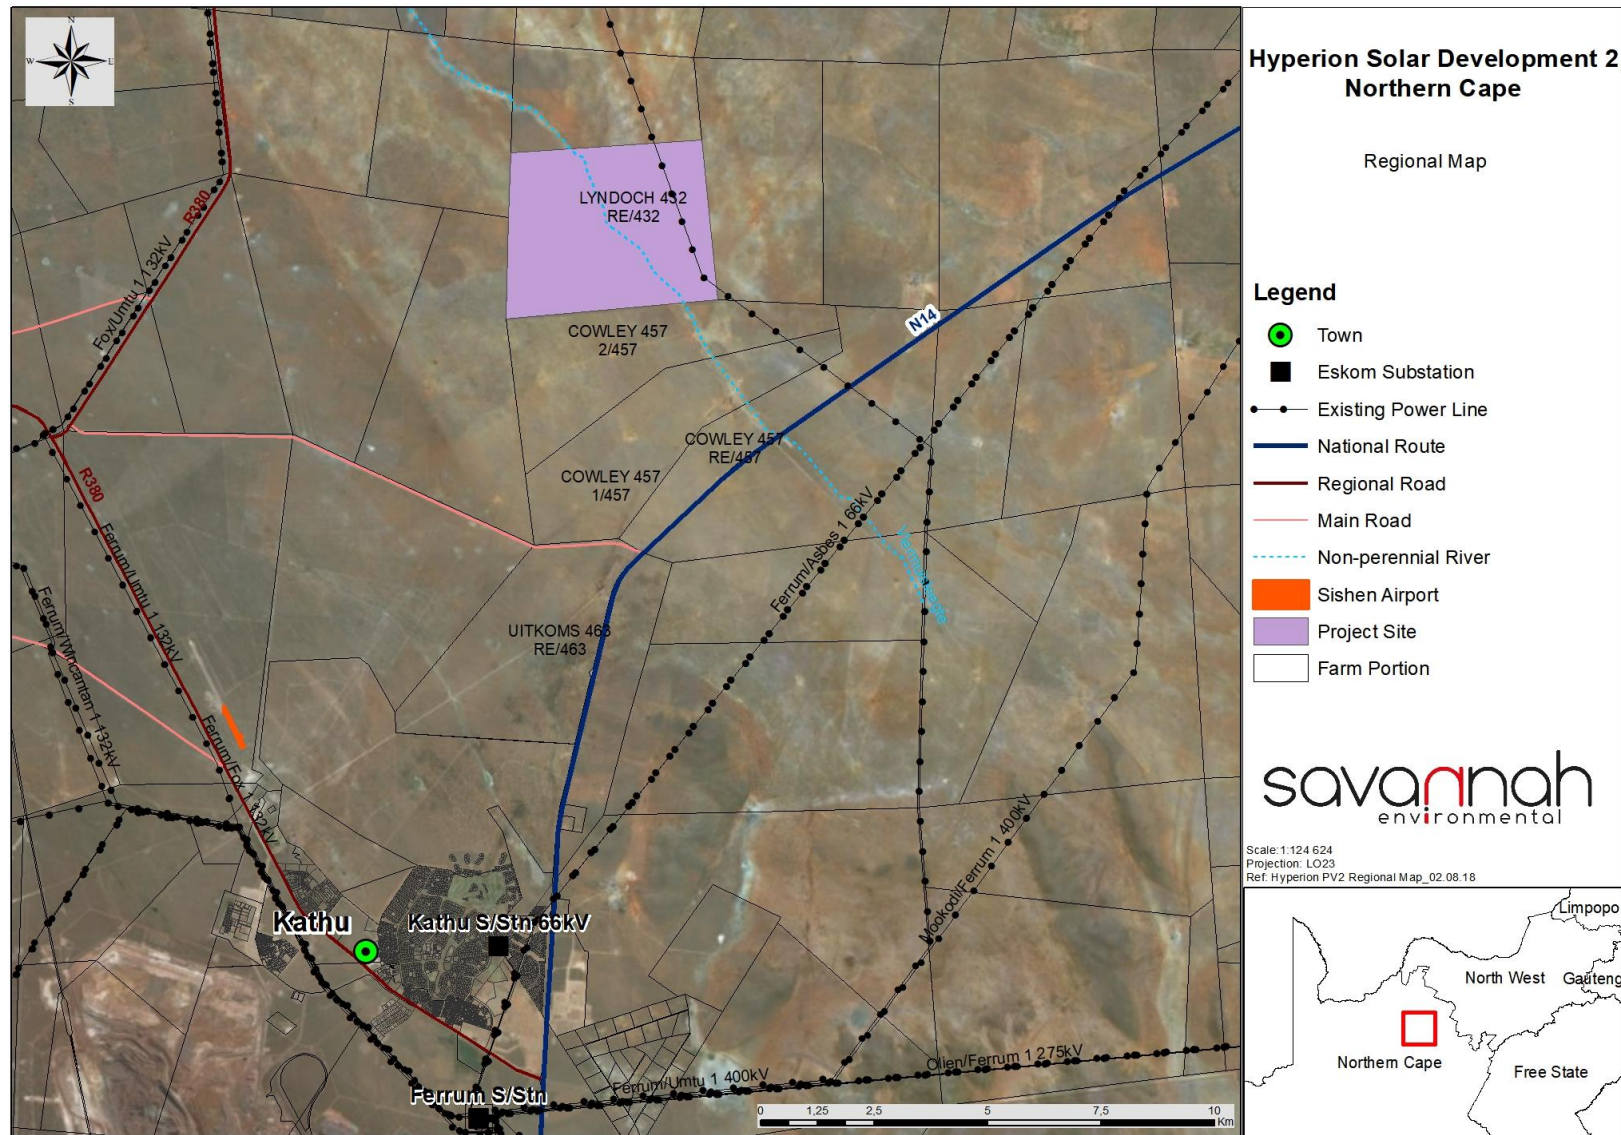 Hyperion Solar Development 2
Northern Cape
Regional Map
Legend
Town
Eskom Substation
Existing Power Line
National Route
Regional Road
Main Road
Non-perennial River
Sishen Airport
Project Site
Farm Portion
savannah
environmental
Scale:1:124 624
Projection: LO23
Ref: Hyperion PV2 Regional Map_02.08.18
Limpopo
North West
Gauteng
Northern Cape
Free State
N
W
E
S
R380
Fox/Umtu 1 132kV
LYNDOCH 432
RE/432
COWLEY 457
2/457
N14
COWLEY 457
RE/457
COWLEY 457
1/457
R380
Ferrum/Umtu 1 132kV
Ferrum/Asbes 1 66kV
Ferrum/Wincantan 1 132kV
UITKOMS 463
RE/463
Ferrum/Fox 1 132kV
Mookodi/Ferrum 1 400kV
Kathu
Kathu S/Stn 66kV
Ferrum S/Stn
Ferrum/Umtu 1 400kV
Olien/Ferrum 1 275kV
0 1,25 2,5 5 7,5 10
Km